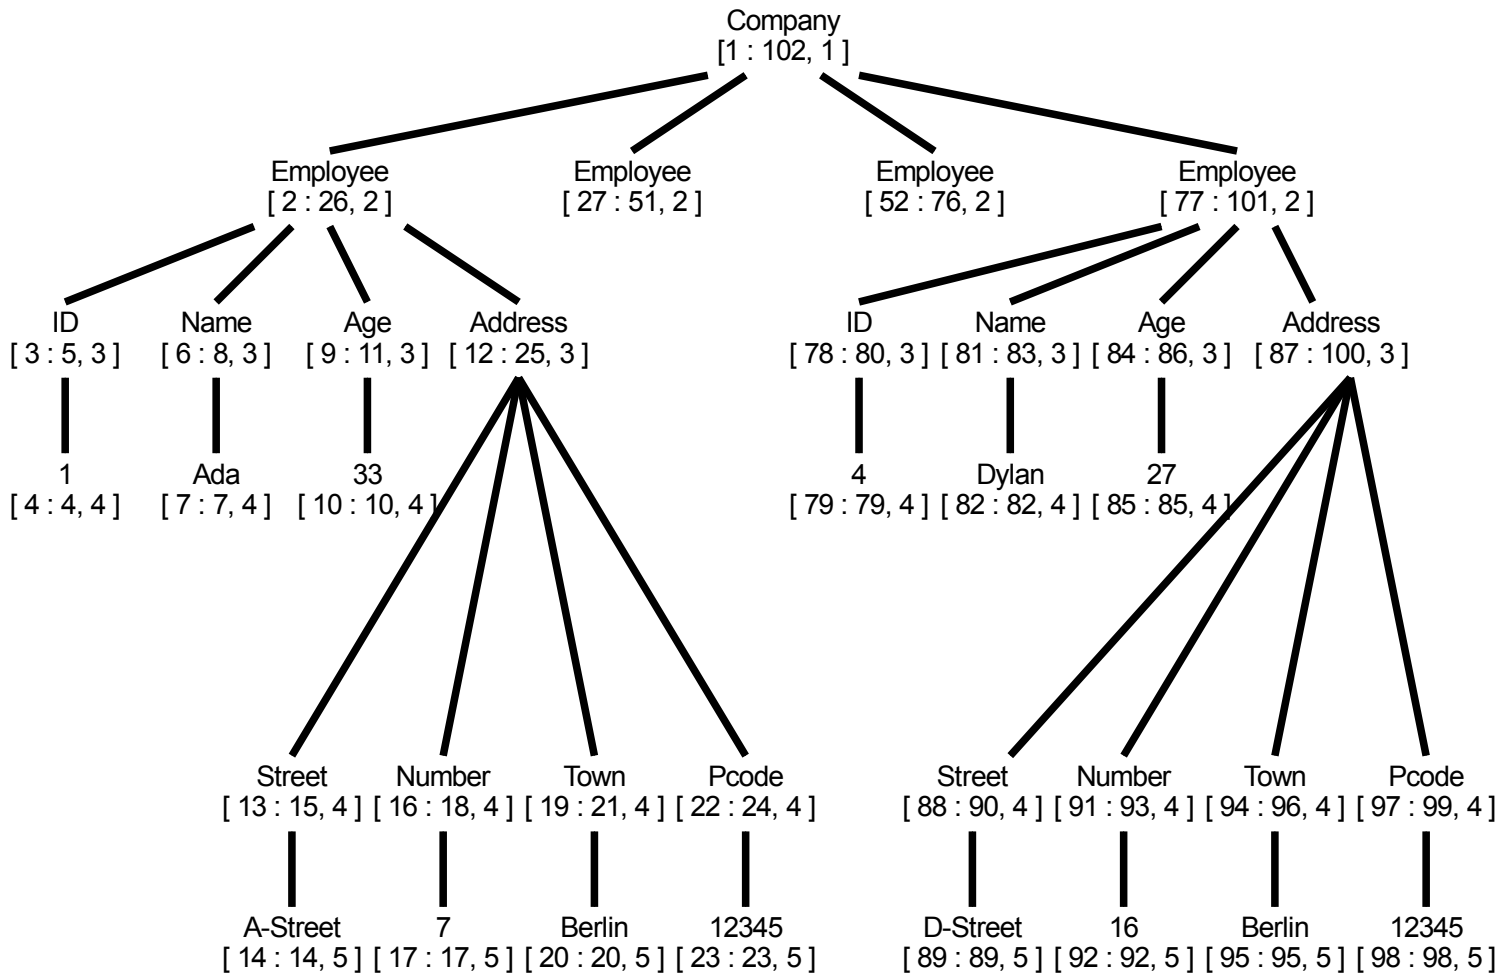 Company
[1 : 102, 1 ]
Employee Employee Employee Employee
[ 2 : 26, 2 ] [ 27 : 51, 2 ] [ 52 : 76, 2 ] [ 77 : 101, 2 ]
ID Name Age Address ID Name Age Address
[ 3 : 5, 3 ] [ 6 : 8, 3 ] [ 9 : 11, 3 ] [ 12 : 25, 3 ] [ 78 : 80, 3 ] [ 81 : 83, 3 ] [ 84 : 86, 3 ] [ 87 : 100, 3 ]
1 Ada 33 4 Dylan 27
[ 4 : 4, 4 ] [ 7 : 7, 4 ] [ 10 : 10, 4 ] [ 79 : 79, 4 ] [ 82 : 82, 4 ] [ 85 : 85, 4 ]
Street Number Town Pcode Street Number Town Pcode
[ 13 : 15, 4 ] [ 16 : 18, 4 ] [ 19 : 21, 4 ] [ 22 : 24, 4 ] [ 88 : 90, 4 ] [ 91 : 93, 4 ] [ 94 : 96, 4 ] [ 97 : 99, 4 ]
A-Street 7 Berlin 12345 D-Street 16 Berlin 12345
[ 14 : 14, 5 ] [ 17 : 17, 5 ] [ 20 : 20, 5 ] [ 23 : 23, 5 ] [ 89 : 89, 5 ] [ 92 : 92, 5 ] [ 95 : 95, 5 ] [ 98 : 98, 5 ]